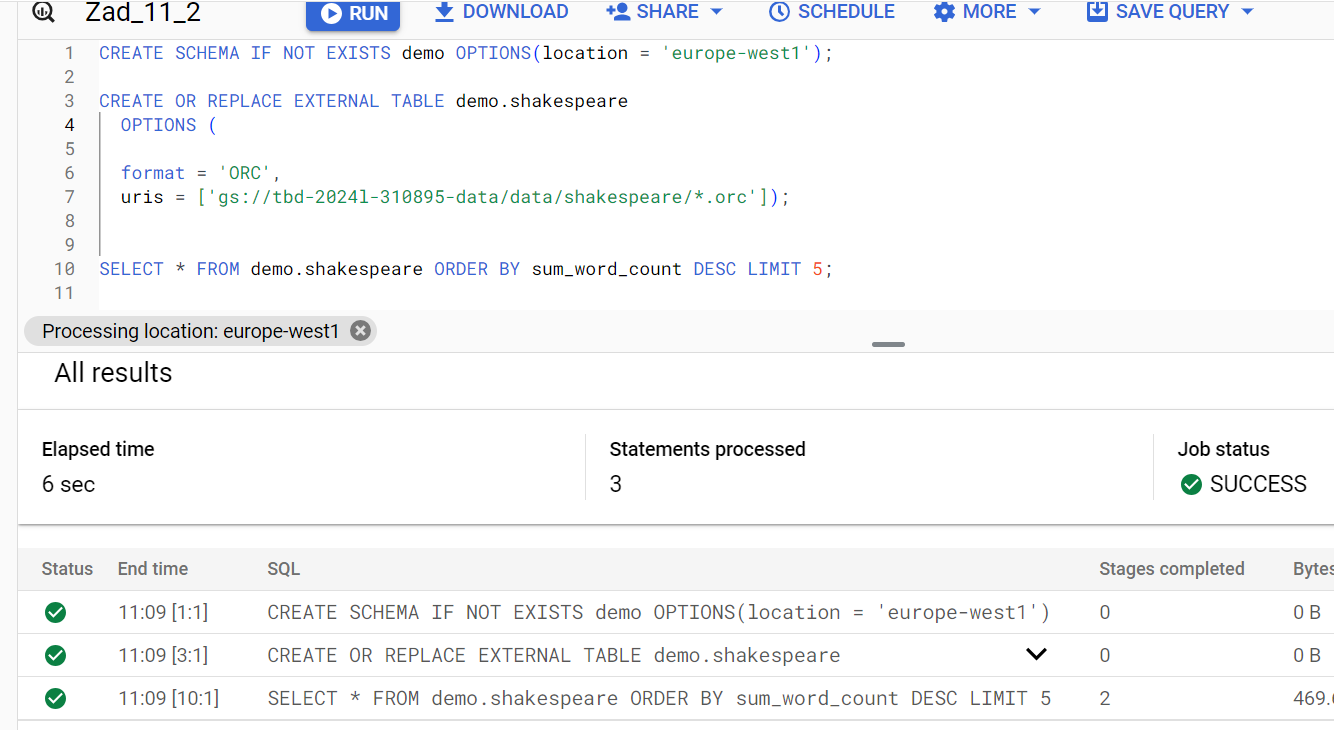 Zad_11_2 RUN DOWNLOAD SHARE SCHEDULE MORE SAVE QUERY
1 CREATE SCHEMA IF NOT EXISTS demo OPTIONS(location = 'europe-west1');
2
3 CREATE OR REPLACE EXTERNAL TABLE demo.shakespeare
4 OPTIONS (
5
6 format = 'ORC',
7 uris = ['gs://tbd-2024l-310895-data/data/shakespeare/*.orc']);
8
9
10 SELECT * FROM demo.shakespeare ORDER BY sum_word_count DESC LIMIT 5;
11
Processing location: europe-west1
All results
Elapsed time Statements processed Job status
6 sec 3 SUCCESS
Status End time SQL Stages completed Bytes
11:09 [1:1] CREATE SCHEMA IF NOT EXISTS demo OPTIONS(location = 'europe-west1') 0 0 B
11:09 [3:1] CREATE OR REPLACE EXTERNAL TABLE demo.shakespeare 0 0 B
11:09 [10:1] SELECT * FROM demo.shakespeare ORDER BY sum_word_count DESC LIMIT 5 2 469.